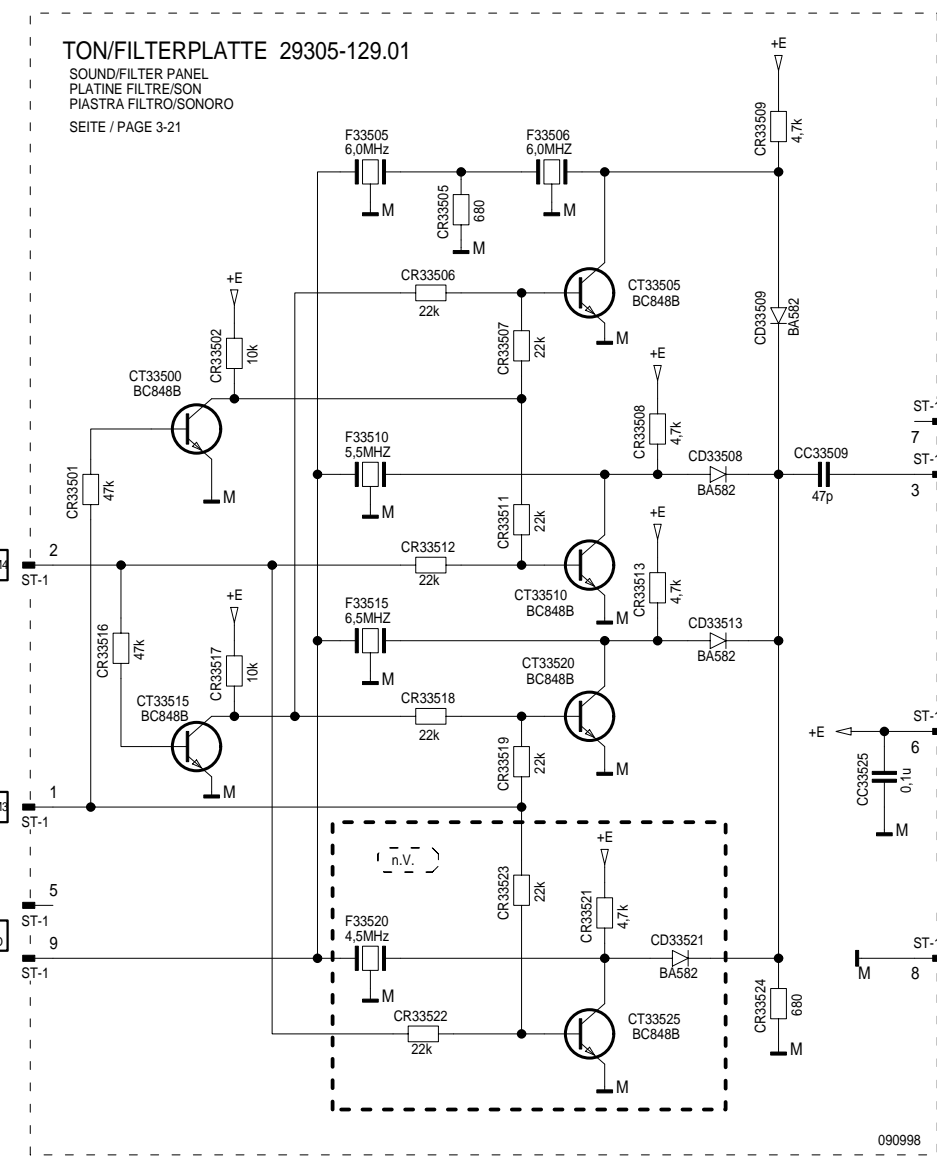 TON/FILTERPLATTE 29305-129.01
SOUND/FILTER PANEL
PLATINE FILTRE/SON
PIASTRA FILTRO/SONORO
SEITE / PAGE 3-21
+E
CR33509
4,7k
F33505
6,0MHz
M
CR33505
680
M
F33506
6,0MHZ
M
CR33506
22k
CT33505
BC848B
M
CR33507
22k
CD33509
BA582
+E
CR33502
10k
CT33500
BC848B
M
CR33501
47k
+E
CR33508
4,7k
F33510
5,5MHZ
M
CR33511
22k
CD33508
BA582
CC33509
47p
ST-
7
ST-
3
2
ST-1
CR33512
22k
CT33510
BC848B
M
+E
CR33513
4,7k
CD33513
BA582
CR33516
47k
+E
CR33517
10k
F33515
6,5MHZ
M
CT33515
BC848B
M
CR33518
22k
CT33520
BC848B
M
CR33519
22k
+E
ST-
6
CC33525
0,1u
M
1
ST-1
n.V.
CR33523
22k
+E
CR33521
4,7k
5
ST-1
9
ST-1
F33520
4,5MHz
M
CD33521
BA582
CR33522
22k
CT33525
BC848B
M
CR33524
680
M
M
ST-
8
090998